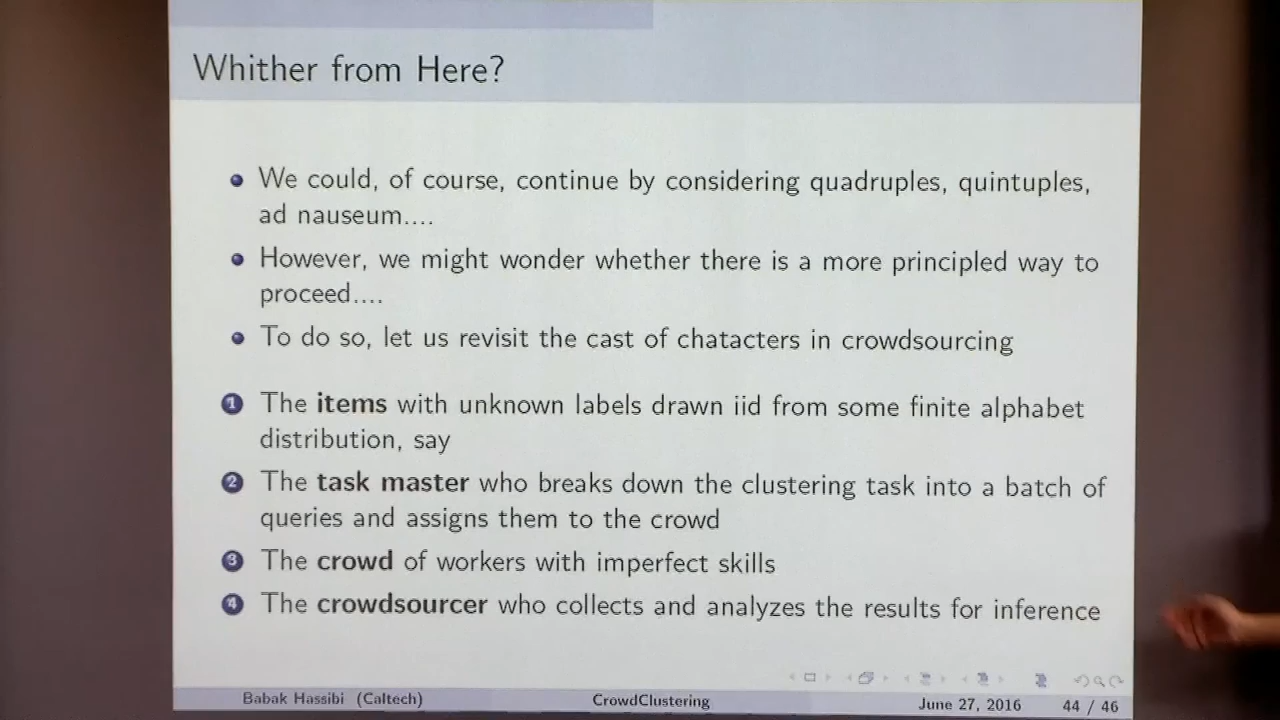 Whither from Here?
We could, of course, continue by considering quadruples, quintuples,
ad nauseum....
However, we might wonder whether there is a more principled way to
proceed....
To do so, let us revisit the cast of chatacters in crowdsourcing
1 The items with unknown labels drawn iid from some finite alphabet
distribution, say
2 The task master who breaks down the clustering task into a batch of
queries and assigns them to the crowd
3 The crowd of workers with imperfect skills
4 The crowdsourcer who collects and analyzes the results for inference
Babak Hassibi (Caltech) CrowdClustering June 27, 2016 44 / 46